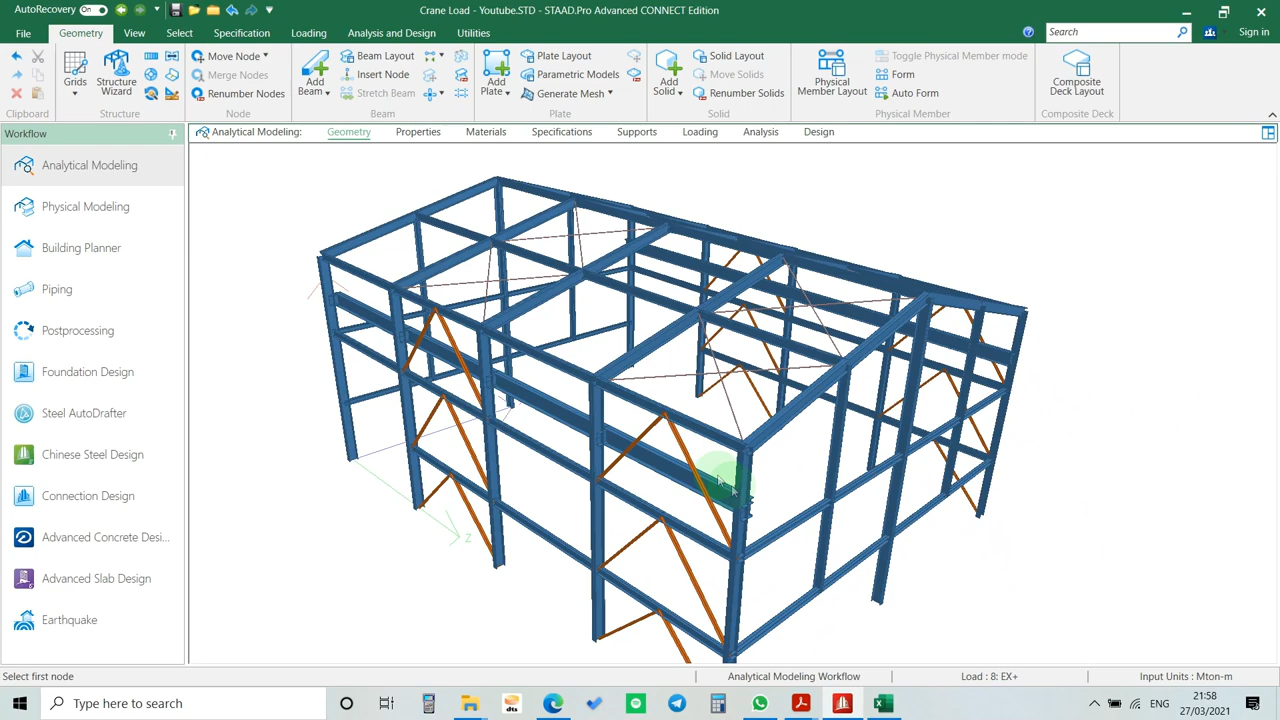 AutoRecovery Off
Crane Load - Youtube.STD - STAAD.Pro Advanced CONNECT Edition
File Geometry View Select Specification Loading Analysis and Design Utilities
Search
Sign in
Grids
Structure Wizard
Move Node
Merge Nodes
Renumber Nodes
Add Beam
Beam Layout
Insert Node
Stretch Beam
Add Plate
Plate Layout
Parametric Models
Generate Mesh
Add Solid
Solid Layout
Move Solids
Renumber Solids
Physical Member Layout
Toggle Physical Member mode
Form
Auto Form
Composite Deck Layout
Clipboard Structure Node Beam Plate Solid Physical Member Composite Deck
Workflow
Analytical Modeling: Geometry Properties Materials Specifications Supports Loading Analysis Design
Analytical Modeling
Physical Modeling
Building Planner
Piping
Postprocessing
Foundation Design
Steel AutoDrafter
Chinese Steel Design
Connection Design
Advanced Concrete Desi...
Advanced Slab Design
Earthquake
Z
Select first node
Analytical Modeling Workflow
Load : 8: EX+
Input Units : Mton-m
Type here to search
dts
ENG
21:58
27/03/2021